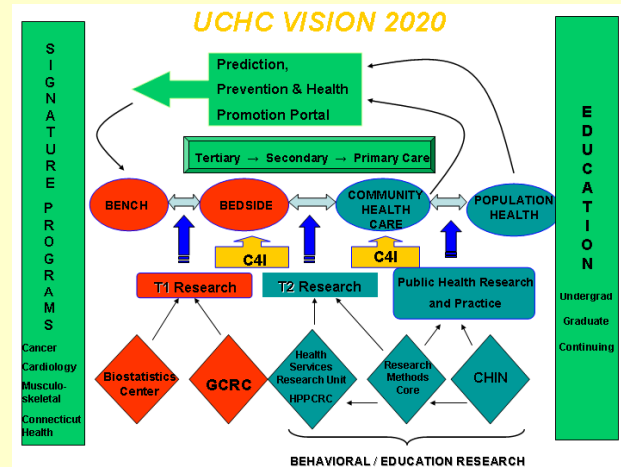 UCHC VISION 2020
S
I
G
N
A
T
U
R
E
P
R
O
G
R
A
M
S
Cancer
Cardiology
Musculo-
skeletal
Connecticut
Health
Prediction,
Prevention & Health
Promotion Portal
Tertiary → Secondary → Primary Care
BENCH
BEDSIDE
COMMUNITY
HEALTH
CARE
POPULATION
HEALTH
C4I
C4I
T1 Research
T2 Research
Public Health Research
and Practice
Biostatistics
Center
GCRC
Health
Services
Research Unit
HPPCRC
Research
Methods
Core
CHIN
BEHAVIORAL / EDUCATION RESEARCH
E
D
U
C
A
T
I
O
N
Undergrad
Graduate
Continuing